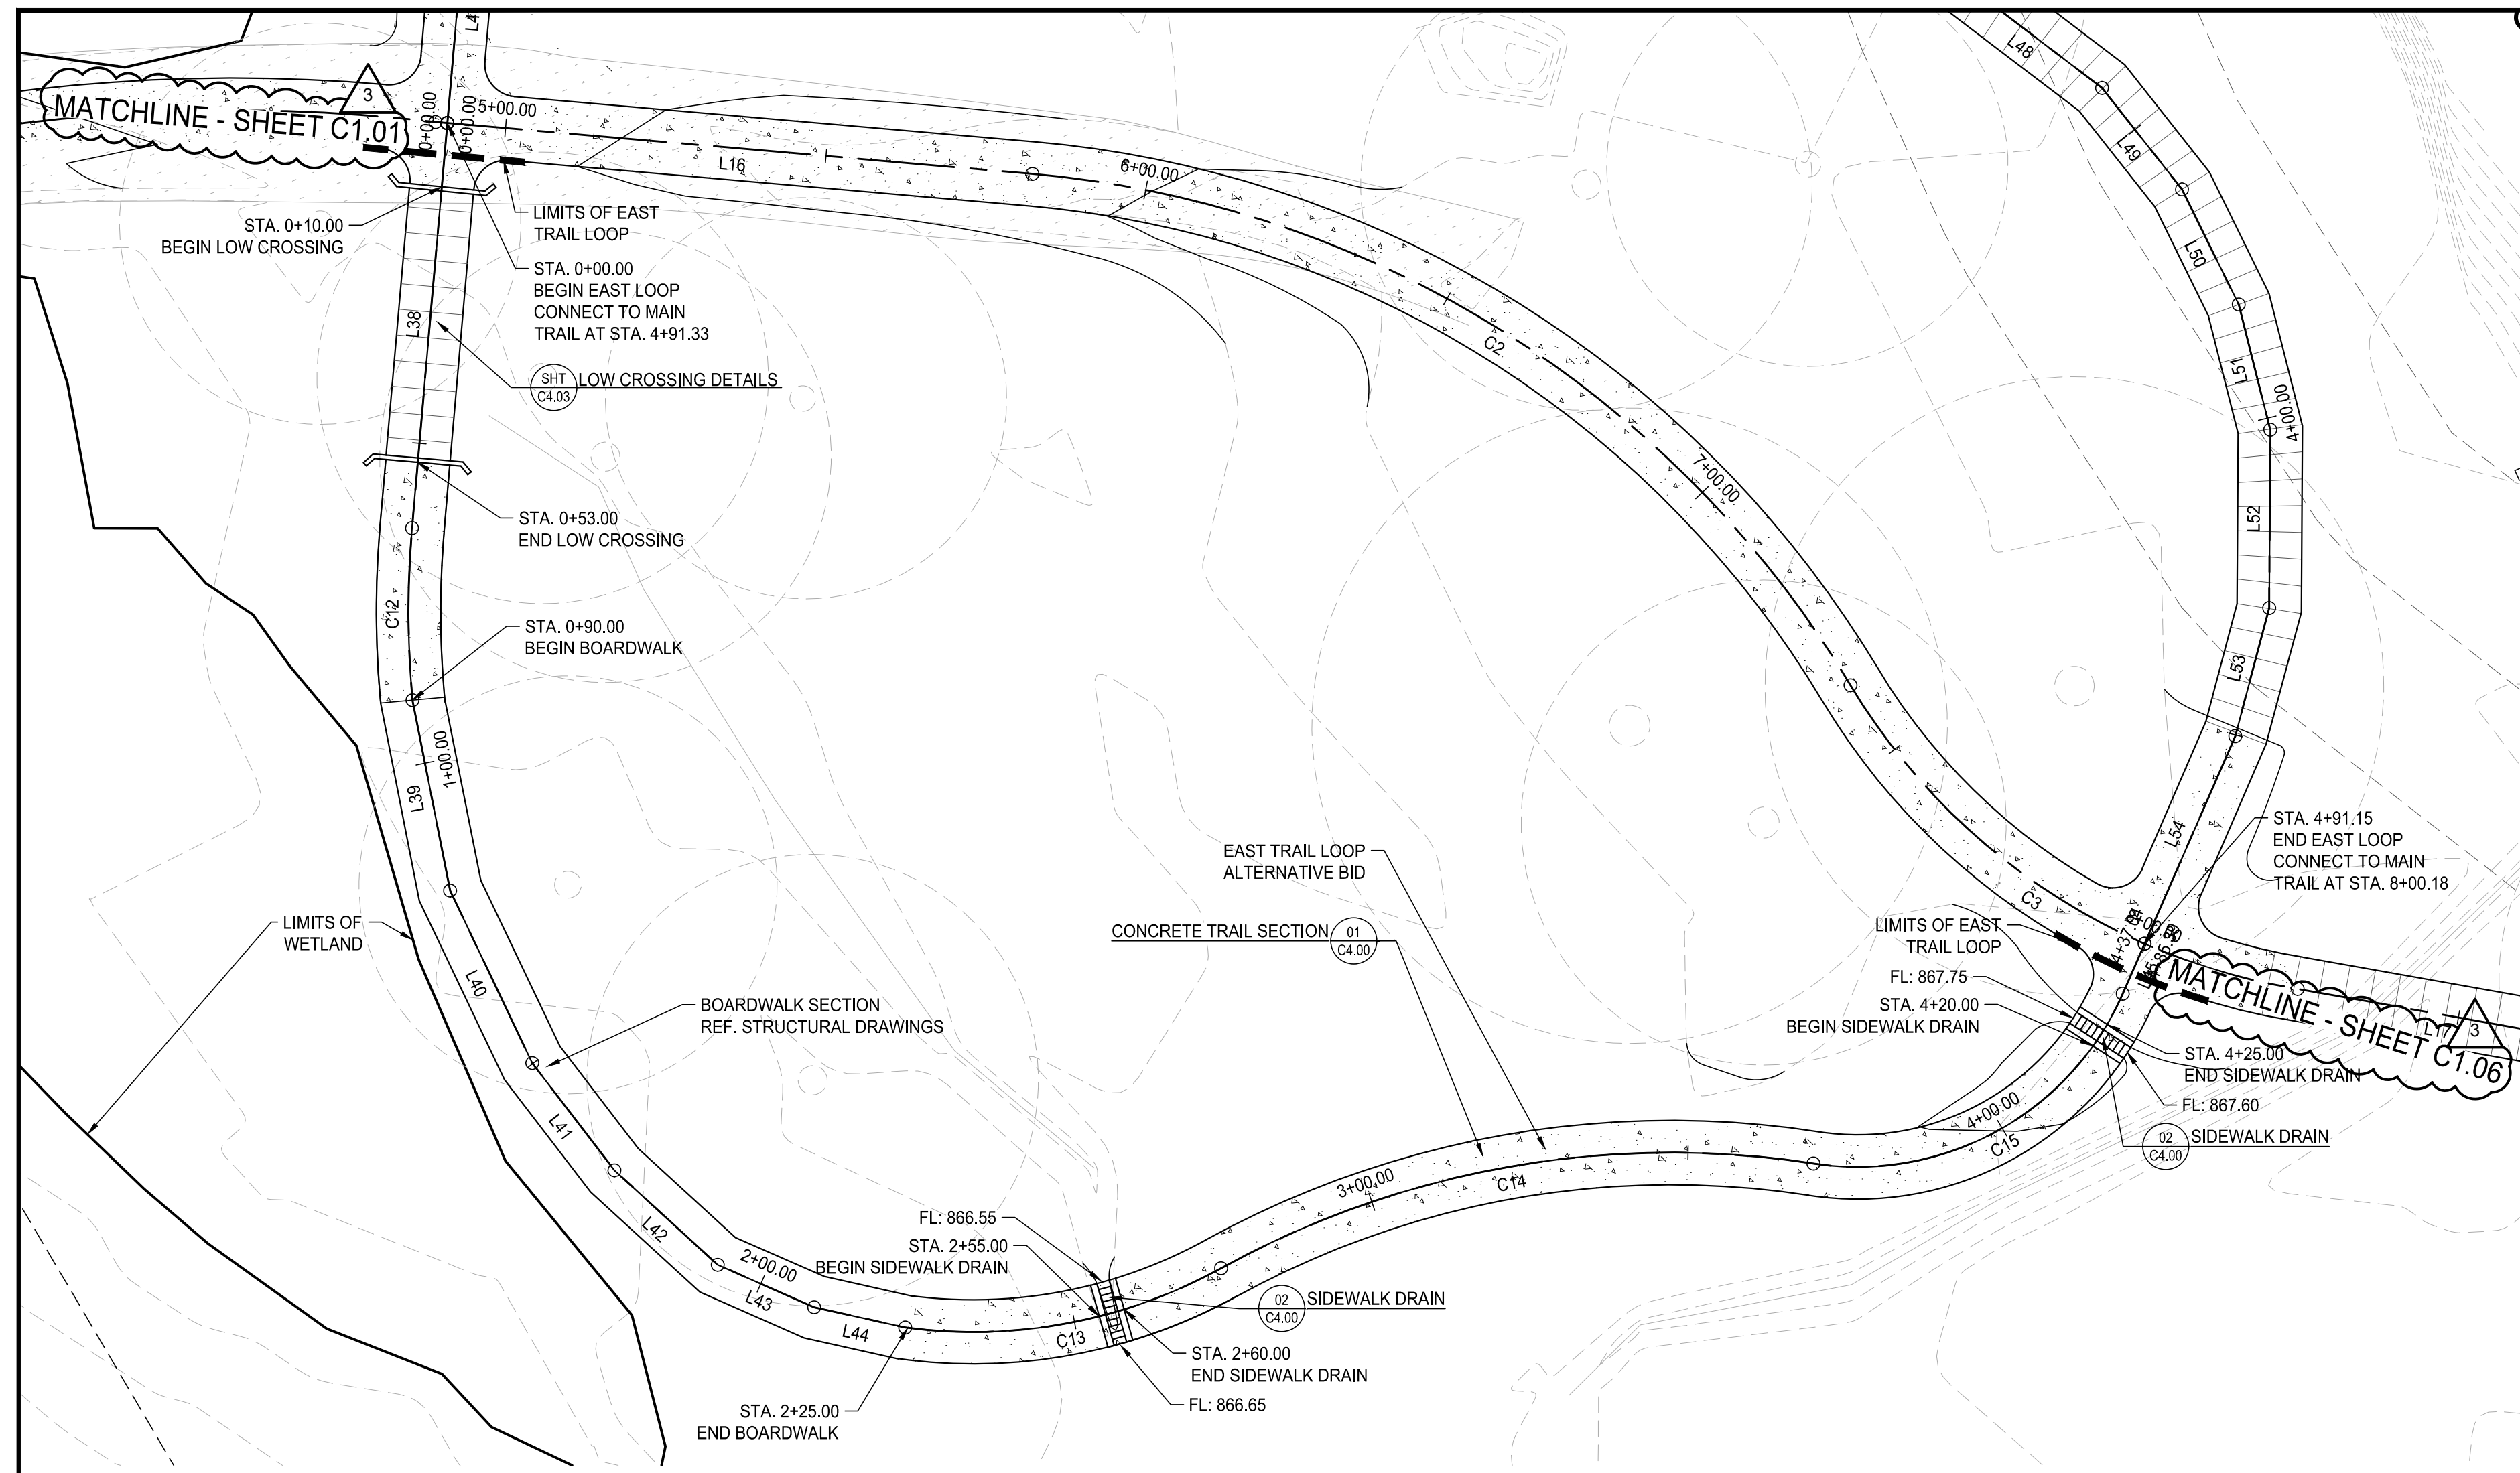 L48
MATCHLINE - SHEET C1.01
3
0+00.00
0+00.00
5+00.00
L16
6+00.00
L49
L50
STA. 0+10.00
BEGIN LOW CROSSING
LIMITS OF EAST
TRAIL LOOP
STA. 0+00.00
BEGIN EAST LOOP
CONNECT TO MAIN
TRAIL AT STA. 4+91.33
L38
SHT
C4.03
LOW CROSSING DETAILS
C2
L51
4+00.00
7+00.00
L52
STA. 0+53.00
END LOW CROSSING
C12
STA. 0+90.00
BEGIN BOARDWALK
L53
1+00.00
L39
STA. 4+91.15
END EAST LOOP
CONNECT TO MAIN
TRAIL AT STA. 8+00.18
L54
EAST TRAIL LOOP
ALTERNATIVE BID
C3
LIMITS OF
WETLAND
CONCRETE TRAIL SECTION
01
C4.00
LIMITS OF EAST
TRAIL LOOP
8+00.00
MATCHLINE - SHEET C1.06
3
L17
L40
FL: 867.75
STA. 4+20.00
BEGIN SIDEWALK DRAIN
BOARDWALK SECTION
REF. STRUCTURAL DRAWINGS
STA. 4+25.00
END SIDEWALK DRAIN
FL: 867.60
02
C4.00
SIDEWALK DRAIN
L41
4+00.00
C15
3+00.00
C14
L42
FL: 866.55
STA. 2+55.00
BEGIN SIDEWALK DRAIN
2+00.00
L43
L44
C13
02
C4.00
SIDEWALK DRAIN
STA. 2+60.00
END SIDEWALK DRAIN
FL: 866.65
STA. 2+25.00
END BOARDWALK